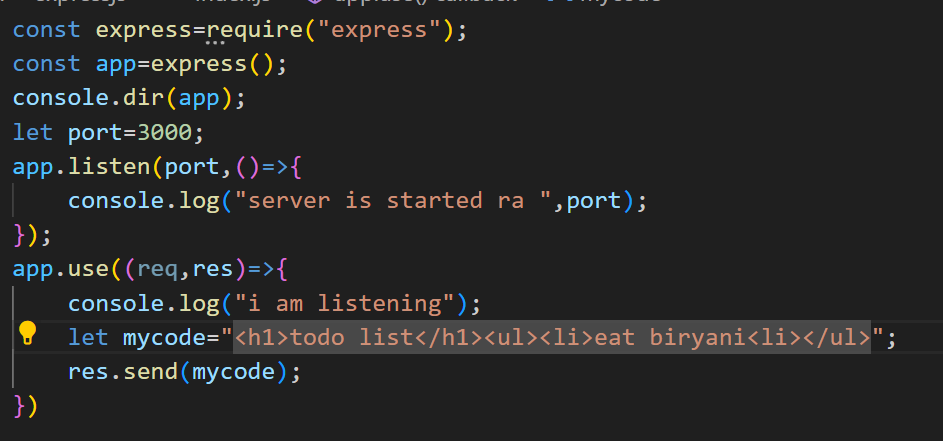 const express=require("express");
const app=express();
console.dir(app);
let port=3000;
app.listen(port,()=>{
    console.log("server is started ra ",port);
});
app.use((req,res)=>{
    console.log("i am listening");
    let mycode="<h1>todo list</h1><ul><li>eat biryani<li></ul>";
    res.send(mycode);
})